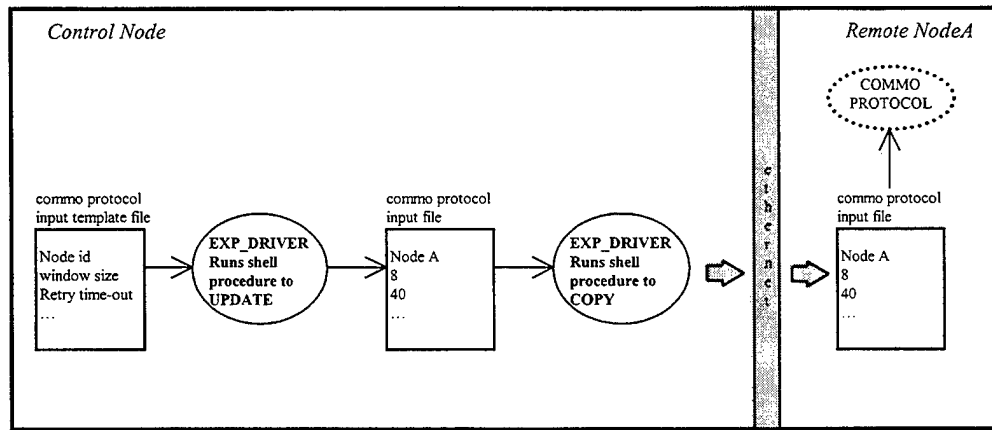 Control Node
Remote NodeA
COMMO
PROTOCOL
commo protocol
input template file
Node id
window size
Retry time-out
...
EXP_DRIVER
Runs shell
procedure to
UPDATE
commo protocol
input file
Node A
8
40
...
EXP_DRIVER
Runs shell
procedure to
COPY
ethernet
commo protocol
input file
Node A
8
40
...